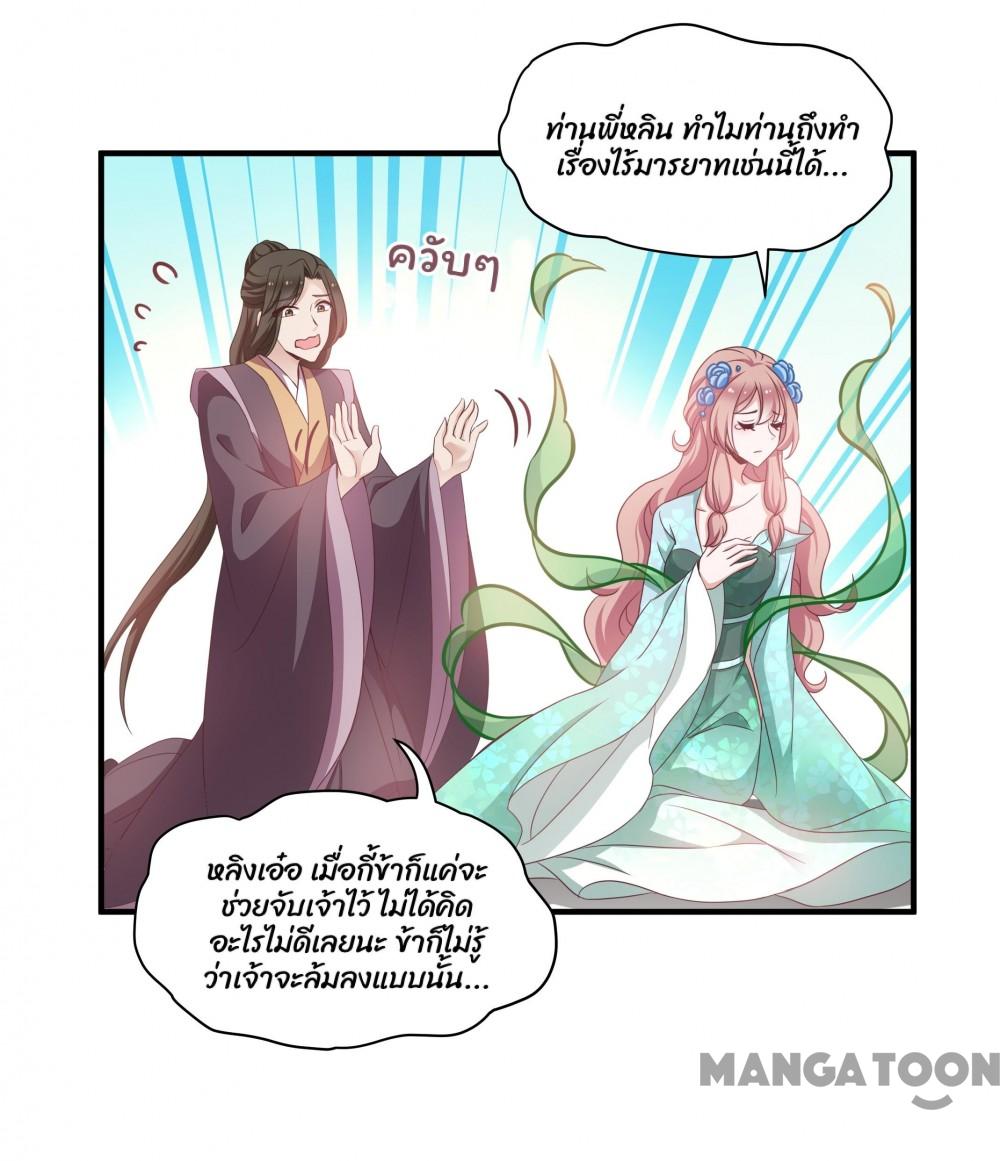 ท่านพี่หลิน ทำไมท่านถึงทำ
เรื่องไร้มารยาทเช่นนี้ได้...
ควับๆ
หลิงเอ๋อ เมื่อกี้ข้าก็แค่จะ
ช่วยจับเจ้าไว้ ไม่ได้คิด
อะไรไม่ดีเลยนะ ข้าก็ไม่รู้
ว่าเจ้าจะล้มลงแบบนั้น...
MANGATOON